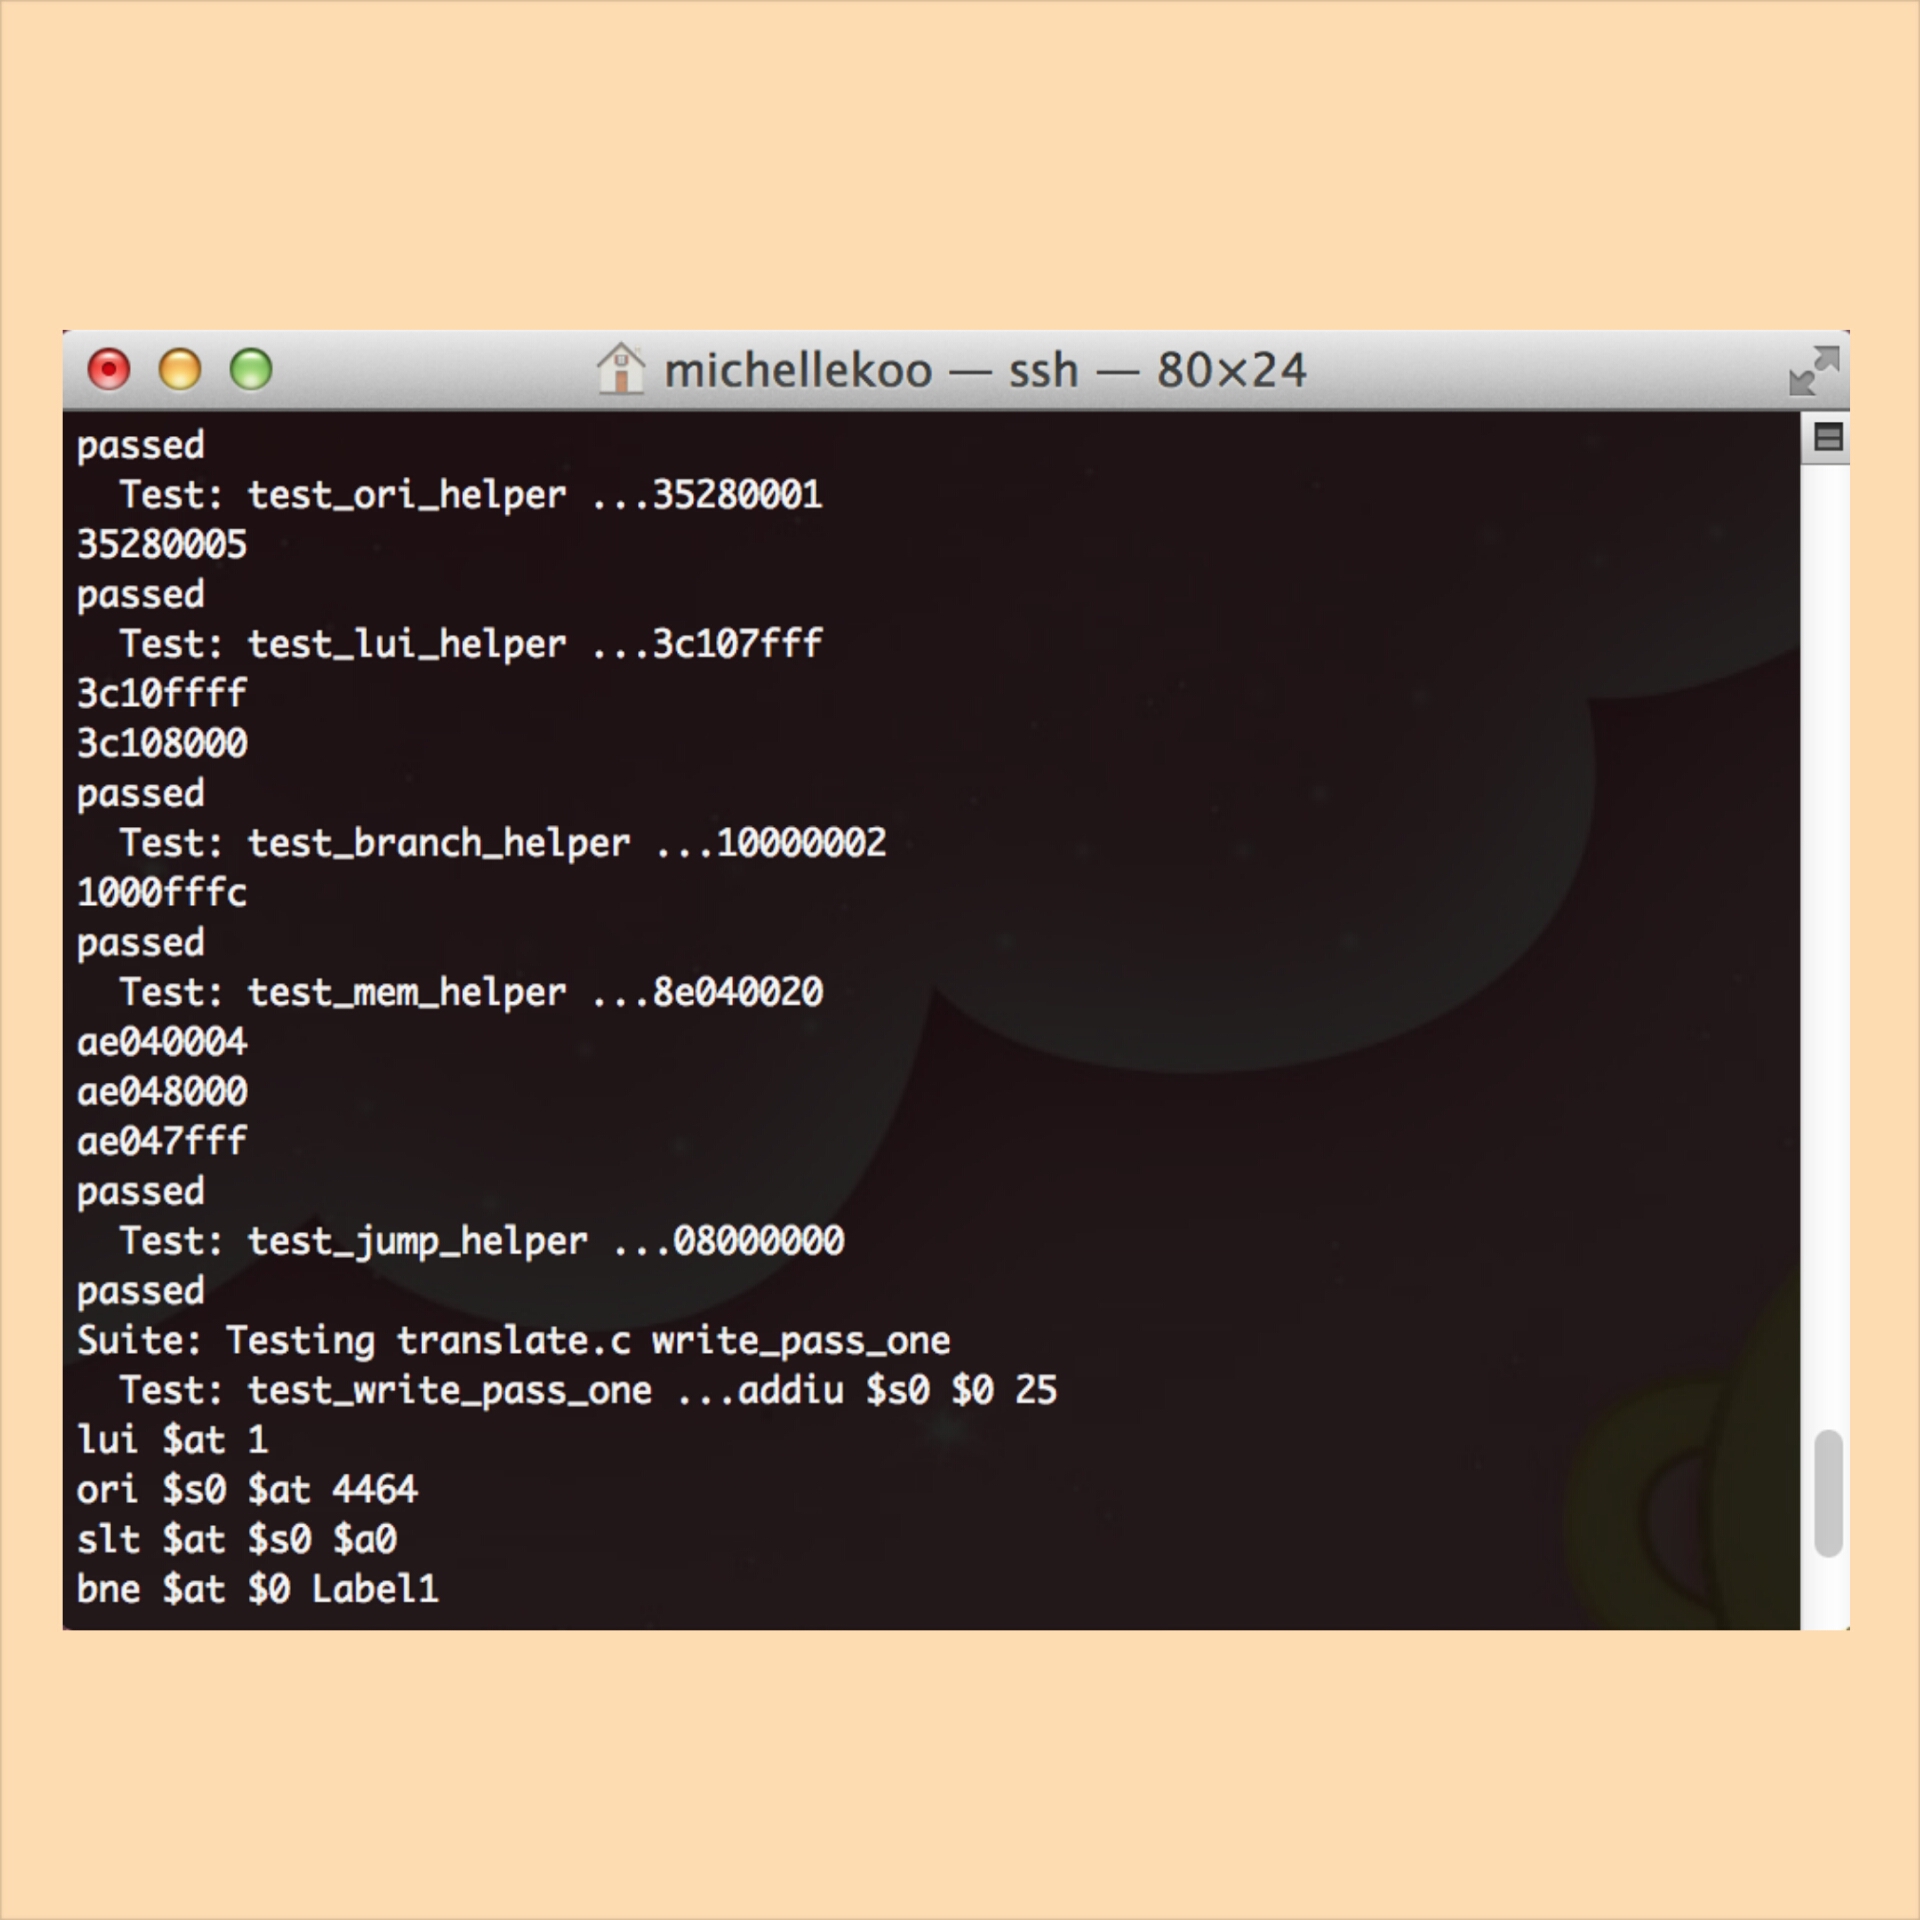 michellekoo — ssh — 80×24
passed
  Test: test_ori_helper ...35280001
35280005
passed
  Test: test_lui_helper ...3c107fff
3c10ffff
3c108000
passed
  Test: test_branch_helper ...10000002
1000fffc
passed
  Test: test_mem_helper ...8e040020
ae040004
ae048000
ae047fff
passed
  Test: test_jump_helper ...08000000
passed
Suite: Testing translate.c write_pass_one
  Test: test_write_pass_one ...addiu $s0 $0 25
lui $at 1
ori $s0 $at 4464
slt $at $s0 $a0
bne $at $0 Label1